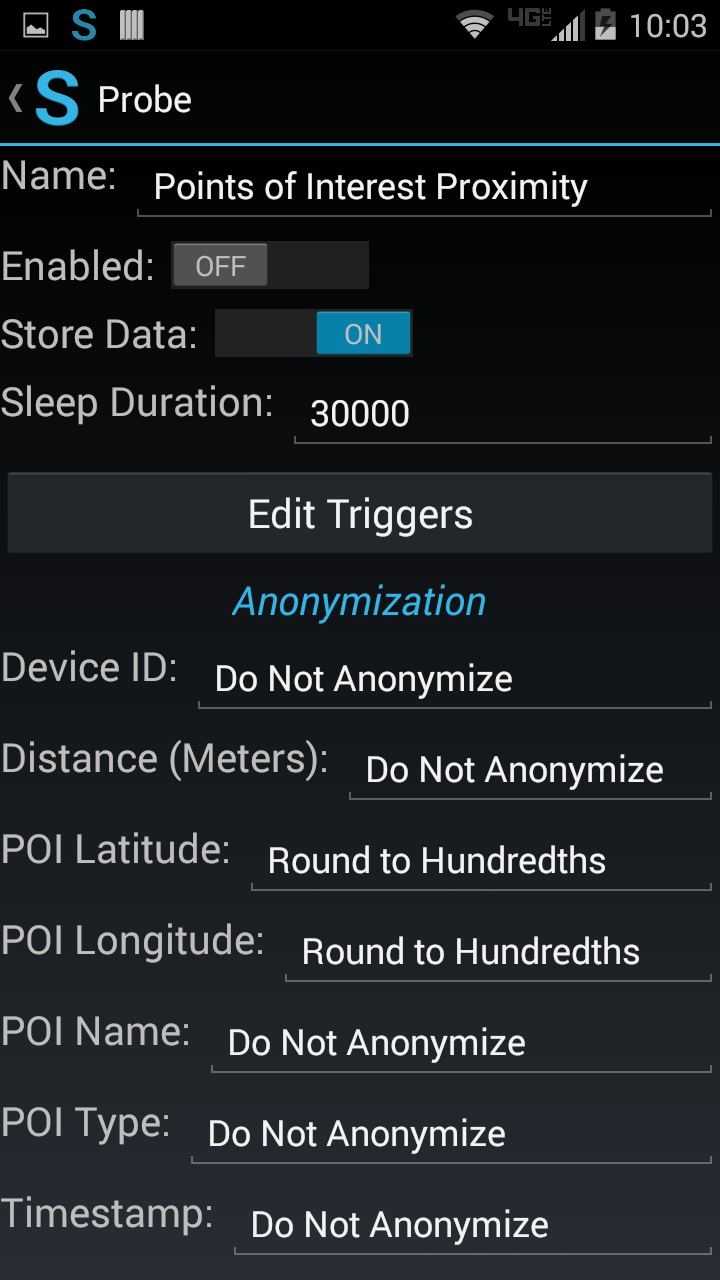 S 4G LTE 10:03
S Probe
Name: Points of Interest Proximity
Enabled: OFF
Store Data: ON
Sleep Duration: 30000
Edit Triggers
Anonymization
Device ID: Do Not Anonymize
Distance (Meters): Do Not Anonymize
POI Latitude: Round to Hundredths
POI Longitude: Round to Hundredths
POI Name: Do Not Anonymize
POI Type: Do Not Anonymize
Timestamp: Do Not Anonymize